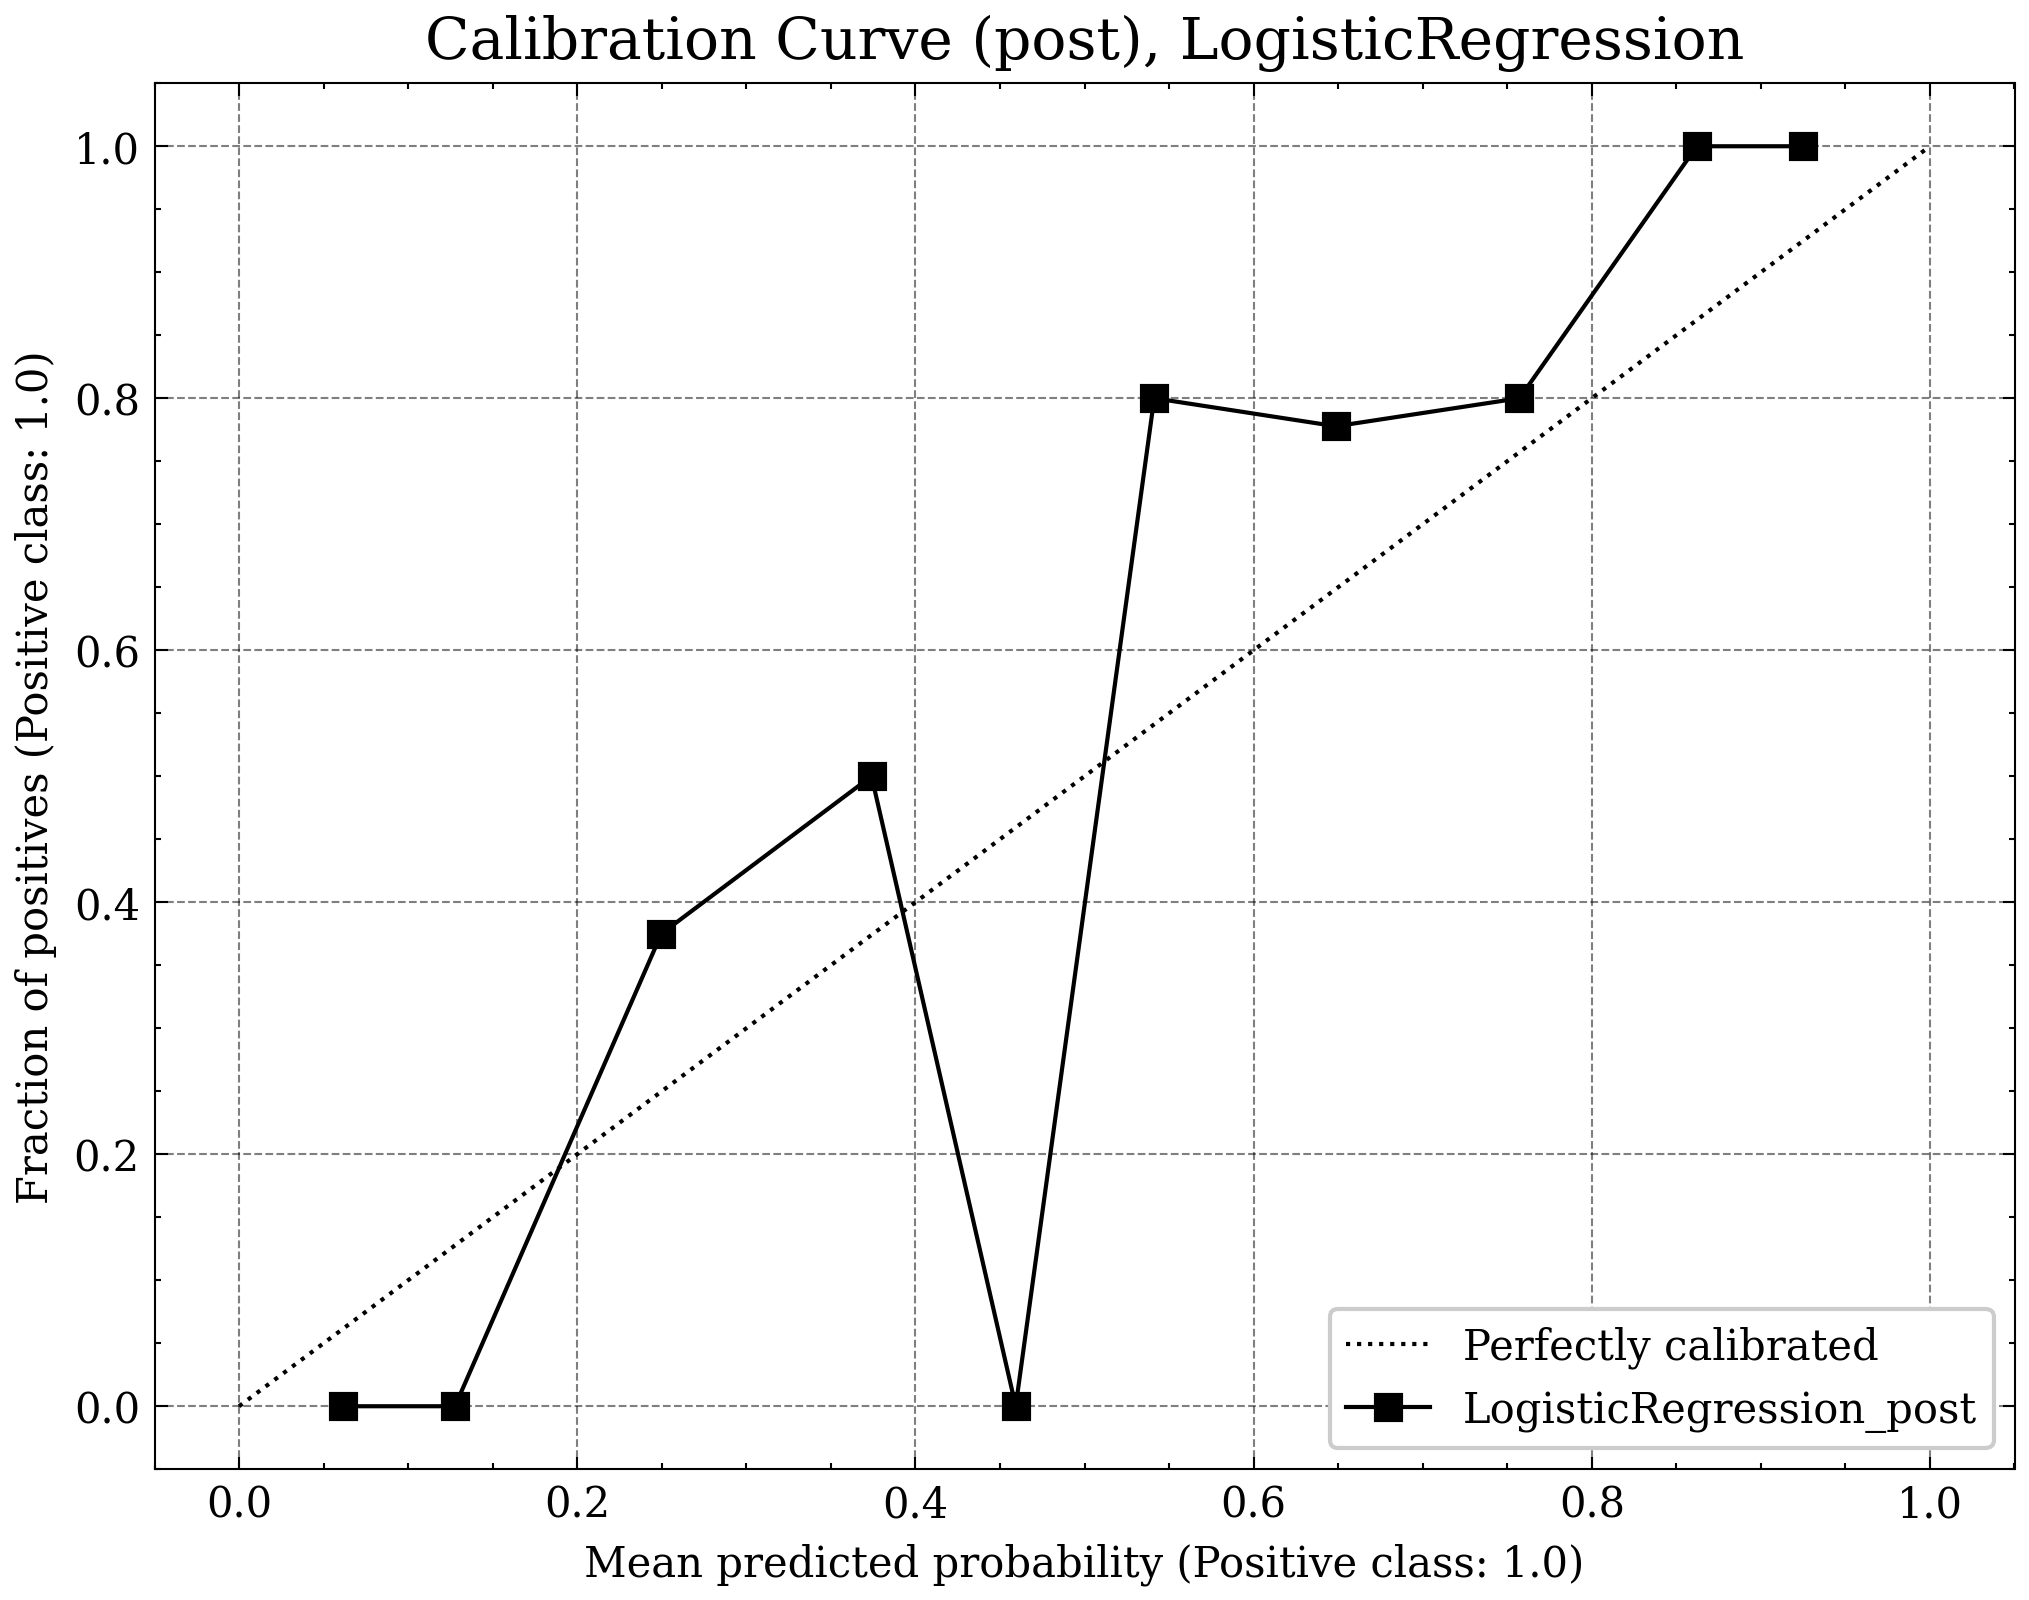 Calibration Curve (post), LogisticRegression
Fraction of positives (Positive class: 1.0)
1.0
0.8
0.6
0.4
0.2
0.0
0.0 0.2 0.4 0.6 0.8 1.0
Mean predicted probability (Positive class: 1.0)
Perfectly calibrated
LogisticRegression_post